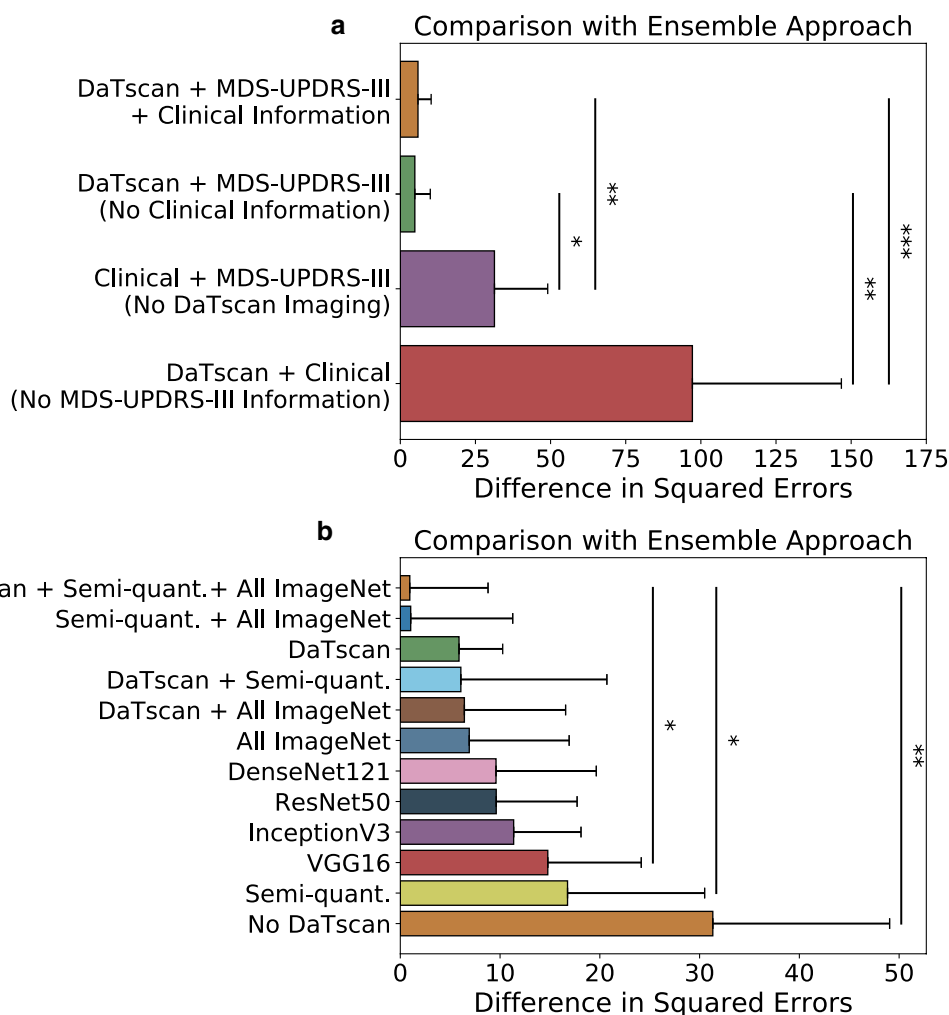 a
Comparison with Ensemble Approach
DaTscan + MDS-UPDRS-III
+ Clinical Information
DaTscan + MDS-UPDRS-III
(No Clinical Information)
Clinical + MDS-UPDRS-III
(No DaTscan Imaging)
DaTscan + Clinical
(No MDS-UPDRS-III Information)
**
*
***
**
0 25 50 75 100 125 150 175
Difference in Squared Errors
b
Comparison with Ensemble Approach
an + Semi-quant.+ All ImageNet
Semi-quant. + All ImageNet
DaTscan
DaTscan + Semi-quant.
DaTscan + All ImageNet
All ImageNet
DenseNet121
ResNet50
InceptionV3
VGG16
Semi-quant.
No DaTscan
*
*
**
0 10 20 30 40 50
Difference in Squared Errors